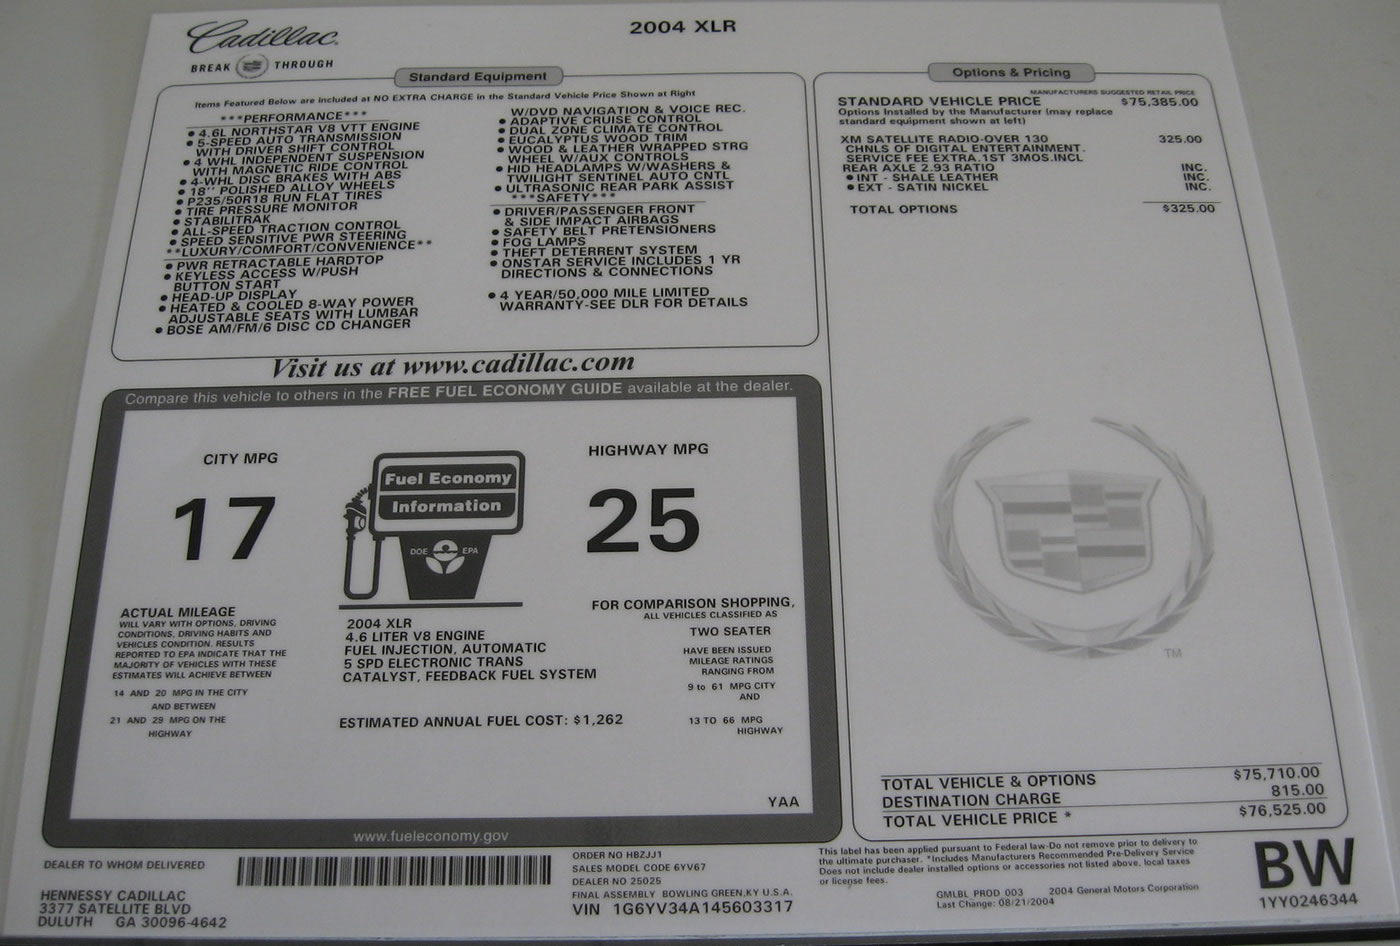 Cadillac.
BREAK THROUGH
2004 XLR
Standard Equipment
Items Featured Below are Included at NO EXTRA CHARGE in the Standard Vehicle Price Shown at Right
***PERFORMANCE***
• 4.6L NORTHSTAR V8 VTT ENGINE
• 5-SPEED AUTO TRANSMISSION
WITH DRIVER SHIFT CONTROL
• 4 WHL INDEPENDENT SUSPENSION
WITH MAGNETIC RIDE CONTROL
• 4-WHL DISC BRAKES WITH ABS
• 18" POLISHED ALLOY WHEELS
• P235/50R18 RUN FLAT TIRES
• TIRE PRESSURE MONITOR
• STABILITRAK
• ALL-SPEED TRACTION CONTROL
• SPEED SENSITIVE PWR STEERING
**LUXURY/COMFORT/CONVENIENCE**
• PWR RETRACTABLE HARDTOP
• KEYLESS ACCESS W/PUSH
BUTTON START
• HEAD-UP DISPLAY
• HEATED & COOLED 8-WAY POWER
ADJUSTABLE SEATS WITH LUMBAR
• BOSE AM/FM/6 DISC CD CHANGER
W/DVD NAVIGATION & VOICE REC.
• ADAPTIVE CRUISE CONTROL
• DUAL ZONE CLIMATE CONTROL
• EUCALYPTUS WOOD TRIM
• WOOD & LEATHER WRAPPED STRG
WHEEL W/AUX CONTROLS
• HID HEADLAMPS W/WASHERS &
TWILIGHT SENTINEL AUTO CNTL
• ULTRASONIC REAR PARK ASSIST
***SAFETY***
• DRIVER/PASSENGER FRONT
& SIDE IMPACT AIRBAGS
• SAFETY BELT PRETENSIONERS
• FOG LAMPS
• THEFT DETERRENT SYSTEM
• ONSTAR SERVICE INCLUDES 1 YR
DIRECTIONS & CONNECTIONS
• 4 YEAR/50,000 MILE LIMITED
WARRANTY-SEE DLR FOR DETAILS
Visit us at www.cadillac.com
Options & Pricing
MANUFACTURERS SUGGESTED RETAIL PRICE
STANDARD VEHICLE PRICE $75,385.00
Options Installed by the Manufacturer (may replace
standard equipment shown at left)
XM SATELLITE RADIO-OVER 130 325.00
CHNLS OF DIGITAL ENTERTAINMENT.
SERVICE FEE EXTRA.1ST 3MOS.INCL
REAR AXLE 2.93 RATIO INC.
• INT - SHALE LEATHER INC.
• EXT - SATIN NICKEL INC.
TOTAL OPTIONS $325.00
TM
TOTAL VEHICLE & OPTIONS $75,710.00
DESTINATION CHARGE 815.00
TOTAL VEHICLE PRICE * $76,525.00
Compare this vehicle to others in the FREE FUEL ECONOMY GUIDE available at the dealer.
CITY MPG
17
Fuel Economy
Information
DOE EPA
HIGHWAY MPG
25
ACTUAL MILEAGE
WILL VARY WITH OPTIONS, DRIVING
CONDITIONS, DRIVING HABITS AND
VEHICLES CONDITION. RESULTS
REPORTED TO EPA INDICATE THAT THE
MAJORITY OF VEHICLES WITH THESE
ESTIMATES WILL ACHIEVE BETWEEN
14 AND 20 MPG IN THE CITY
AND BETWEEN
21 AND 29 MPG ON THE
HIGHWAY
2004 XLR
4.6 LITER V8 ENGINE
FUEL INJECTION, AUTOMATIC
5 SPD ELECTRONIC TRANS
CATALYST, FEEDBACK FUEL SYSTEM
ESTIMATED ANNUAL FUEL COST: $1,262
FOR COMPARISON SHOPPING,
ALL VEHICLES CLASSIFIED AS
TWO SEATER
HAVE BEEN ISSUED
MILEAGE RATINGS
RANGING FROM
9 to 61 MPG CITY
AND
13 TO 66 MPG
HIGHWAY
YAA
www.fueleconomy.gov
DEALER TO WHOM DELIVERED
HENNESSY CADILLAC
3377 SATELLITE BLVD
DULUTH GA 30096-4642
ORDER NO HBZJJ1
SALES MODEL CODE 6YV67
DEALER NO 25025
FINAL ASSEMBLY BOWLING GREEN,KY U.S.A.
VIN 1G6YV34A145603317
This label has been applied pursuant to Federal law-Do not remove prior to delivery to
the ultimate purchaser. *Includes Manufacturers Recommended Pre-Delivery Service
Does not include dealer installed options or accessories not listed above, local taxes
or license fees.
GMLBL PROD 003 2004 General Motors Corporation
Last Change: 08/21/2004
BW
1YY0246344